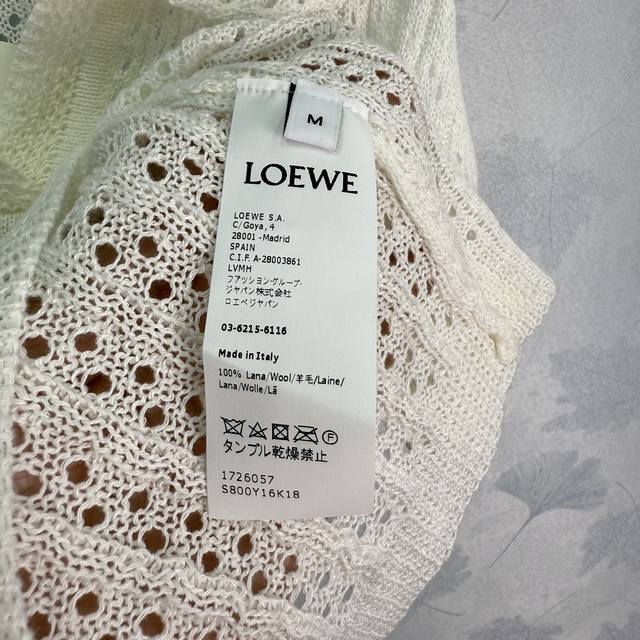 M
LOEWE
LOEWE S.A.
C/Goya, 4
28001 - Madrid
SPAIN
C.I.F. A-28003861
LVMH
ファッション・グループ・
ジャパン株式会社
ロエベジャパン
03-6215-6116
Made in Italy
100% Lana/Wool/羊毛/Laine/
Lana/Wolle/Lã
F
タンブル乾燥禁止
1726057
S800Y16K18